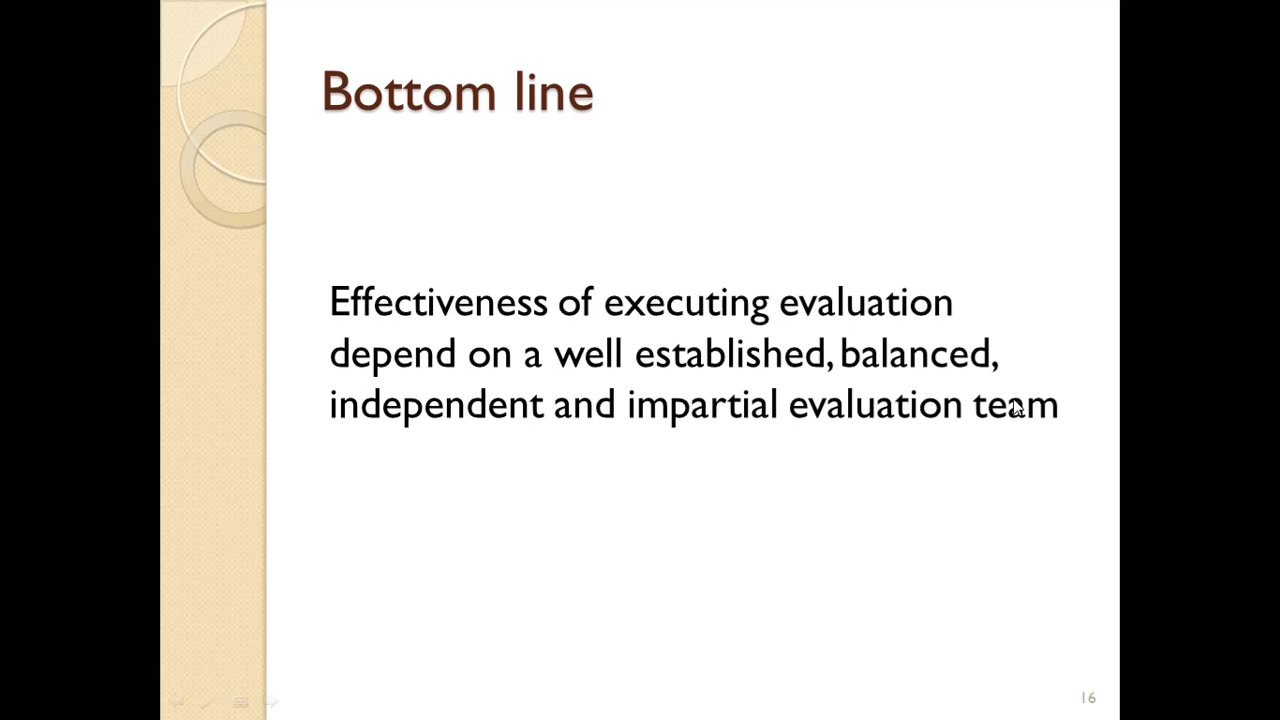 Bottom line
Effectiveness of executing evaluation
depend on a well established, balanced,
independent and impartial evaluation team
16